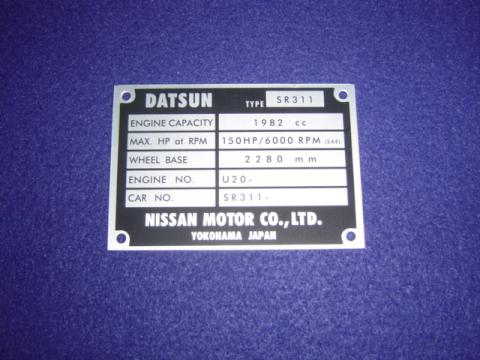 DATSUN TYPE SR311
ENGINE CAPACITY 1982 cc
MAX. HP at RPM 150HP/6000 RPM (SAE)
WHEEL BASE 2280 mm
ENGINE NO. U20-
CAR NO. SR311-
NISSAN MOTOR CO., LTD.
YOKOHAMA JAPAN